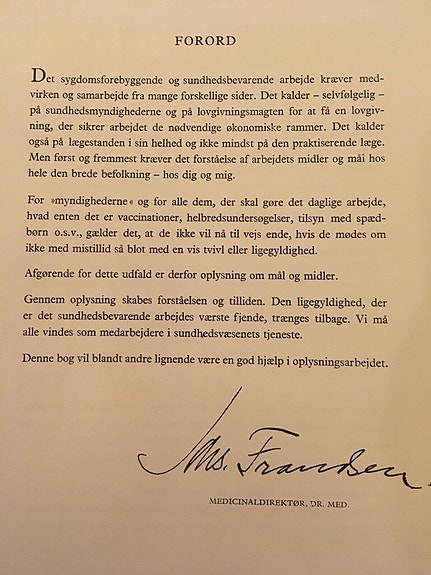 FORORD
Det sygdomsforebyggende og sundhedsbevarende arbejde kræver med-
virken og samarbejde fra mange forskellige sider. Det kalder – selvfølgelig –
på sundhedsmyndighederne og på lovgivningsmagten for at få en lovgiv-
ning, der sikrer arbejdet de nødvendige økonomiske rammer. Det kalder
også på lægestanden i sin helhed og ikke mindst på den praktiserende læge.
Men først og fremmest kræver det forståelse af arbejdets midler og mål hos
hele den brede befolkning – hos dig og mig.
For »myndighederne« og for alle dem, der skal gøre det daglige arbejde,
hvad enten det er vaccinationer, helbredsundersøgelser, tilsyn med spæd-
børn o.s.v., gælder det, at de ikke vil nå til vejs ende, hvis de mødes om
ikke med mistillid så blot med en vis tvivl eller ligegyldighed.
Afgørende for dette udfald er derfor oplysning om mål og midler.
Gennem oplysning skabes forståelsen og tilliden. Den ligegyldighed, der
er det sundhedsbevarende arbejdes værste fjende, trænges tilbage. Vi må
alle vindes som medarbejdere i sundhedsvæsenets tjeneste.
Denne bog vil blandt andre lignende være en god hjælp i oplysningsarbejdet.
Johs. Frandsen
MEDICINALDIREKTØR, DR. MED.